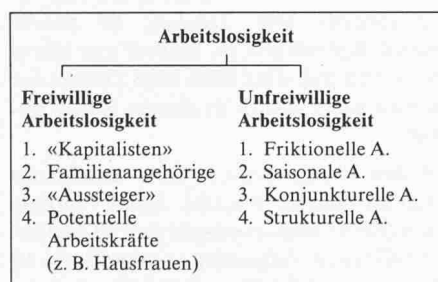 Arbeitslosigkeit
Freiwillige
Arbeitslosigkeit
1. «Kapitalisten»
2. Familienangehörige
3. «Aussteiger»
4. Potentielle
Arbeitskräfte
(z. B. Hausfrauen)
Unfreiwillige
Arbeitslosigkeit
1. Friktionelle A.
2. Saisonale A.
3. Konjunkturelle A.
4. Strukturelle A.